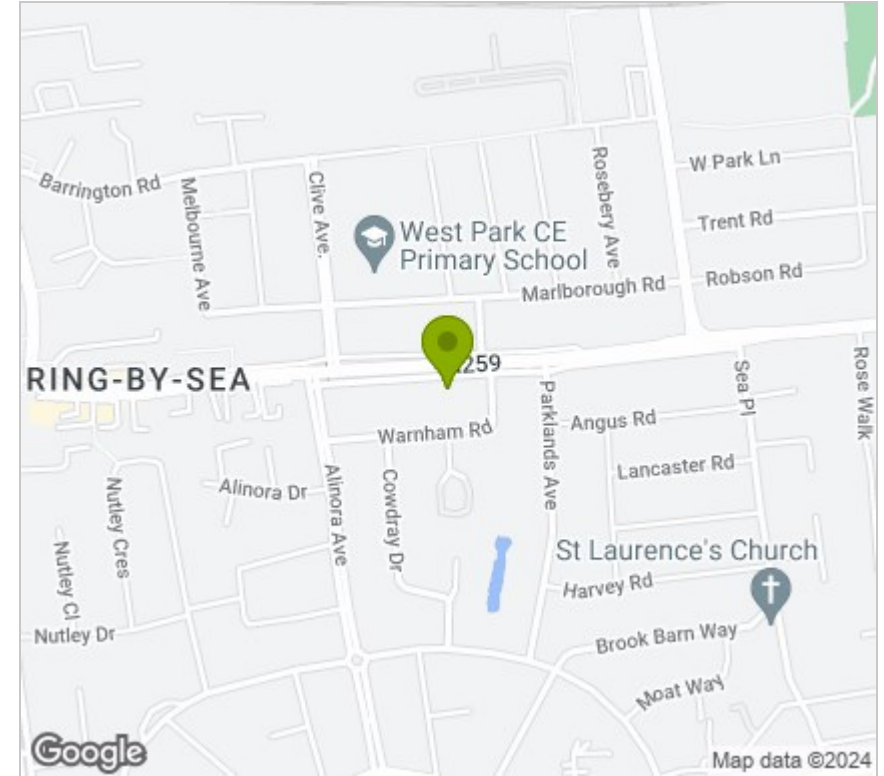 W Park Ln
Barrington Rd
Rosebery Ave
Clive Ave.
Melbourne Ave
Trent Rd
West Park CE
Primary School
Robson Rd
Marlborough Rd
259
RING-BY-SEA
Rose Walk
Sea Pl
Parklands Ave
Angus Rd
Warnham Rd
Lancaster Rd
Alinora Dr
Alinora Ave
Cowdray Dr
Nutley Cres
St Laurence's Church
Nutley Cl
Harvey Rd
Nutley Dr
Brook Barn Way
Moat Way
Google
Map data ©2024